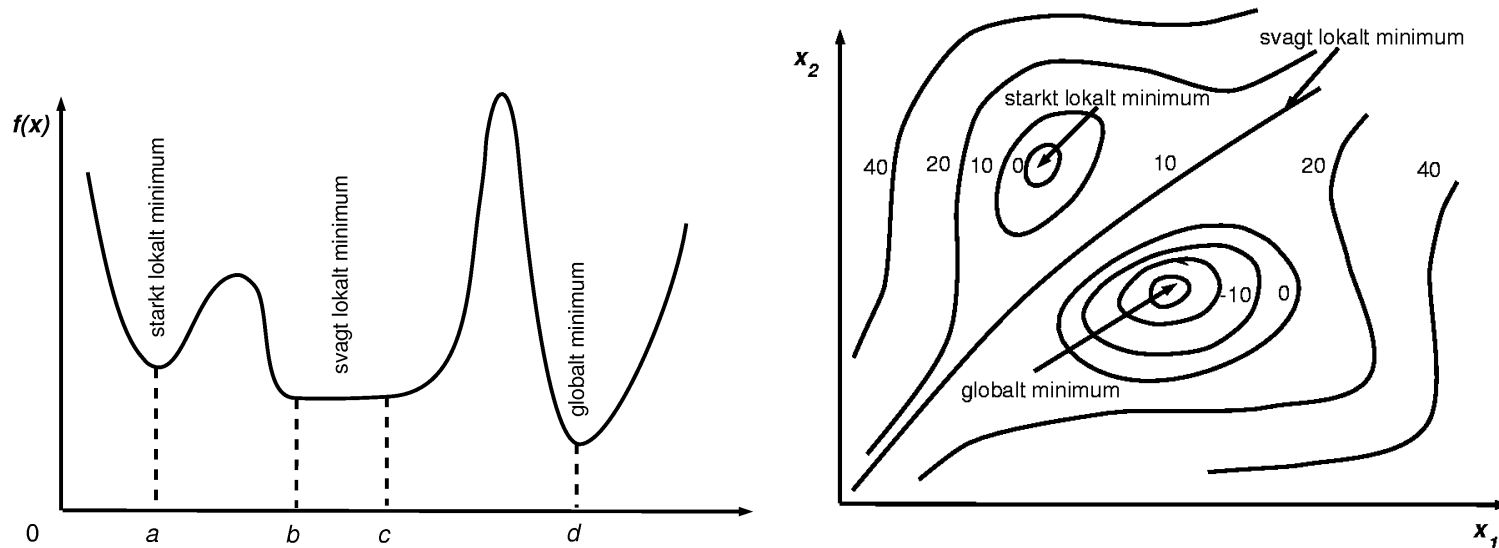 f(x)
starkt lokalt minimum
svagt lokalt minimum
globalt minimum
0
a
b
c
d
x2
svagt lokalt minimum
starkt lokalt minimum
40
20
10
0
10
20
40
-10
0
globalt minimum
x1